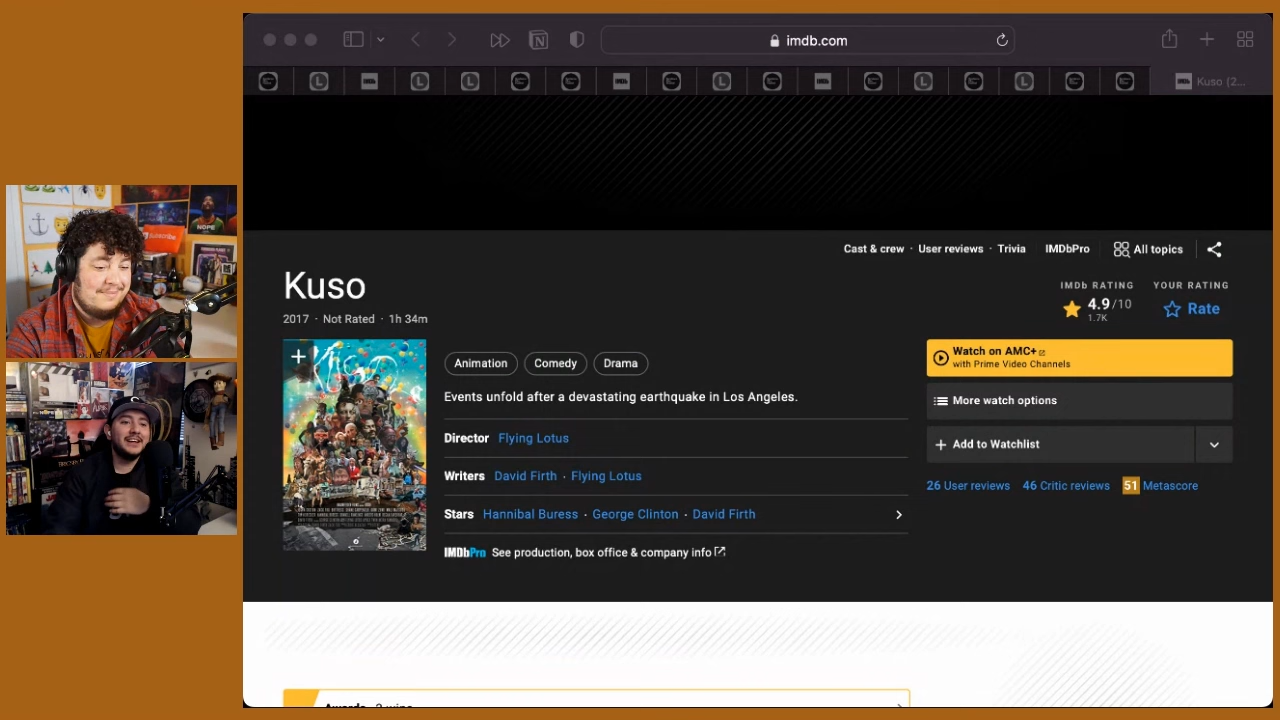 imdb.com
Kuso (2...
Cast & crew · User reviews · Trivia IMDbPro All topics
Kuso
2017 · Not Rated · 1h 34m
IMDb RATING
4.9/10
1.7K
YOUR RATING
Rate
Animation Comedy Drama
Events unfold after a devastating earthquake in Los Angeles.
Director Flying Lotus
Writers David Firth · Flying Lotus
Stars Hannibal Buress · George Clinton · David Firth
IMDbPro See production, box office & company info
Watch on AMC+
with Prime Video Channels
More watch options
Add to Watchlist
26 User reviews 46 Critic reviews 51 Metascore
NOPE
subscribe